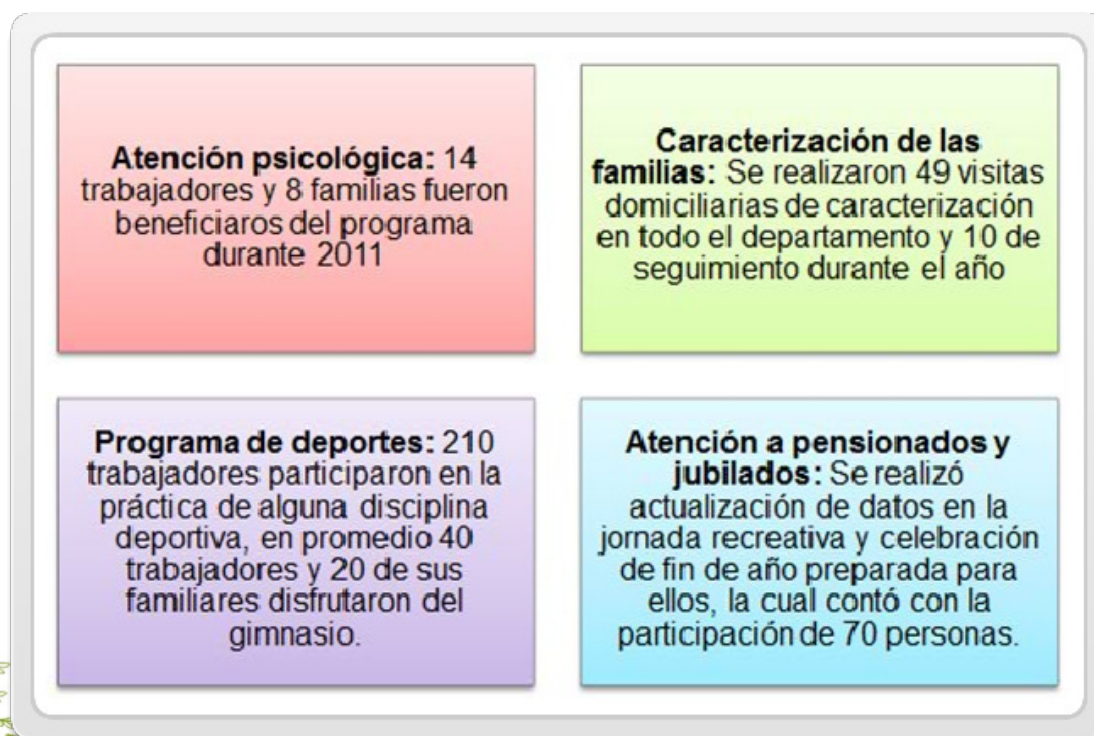 Atención psicológica: 14
trabajadores y 8 familias fueron
beneficiaros del programa
durante 2011
Caracterización de las
familias: Se realizaron 49 visitas
domiciliarias de caracterización
en todo el departamento y 10 de
seguimiento durante el año
Programa de deportes: 210
trabajadores participaron en la
práctica de alguna disciplina
deportiva, en promedio 40
trabajadores y 20 de sus
familiares disfrutaron del
gimnasio.
Atención a pensionados y
jubilados: Se realizó
actualización de datos en la
jornada recreativa y celebración
de fin de año preparada para
ellos, la cual contó con la
participación de 70 personas.